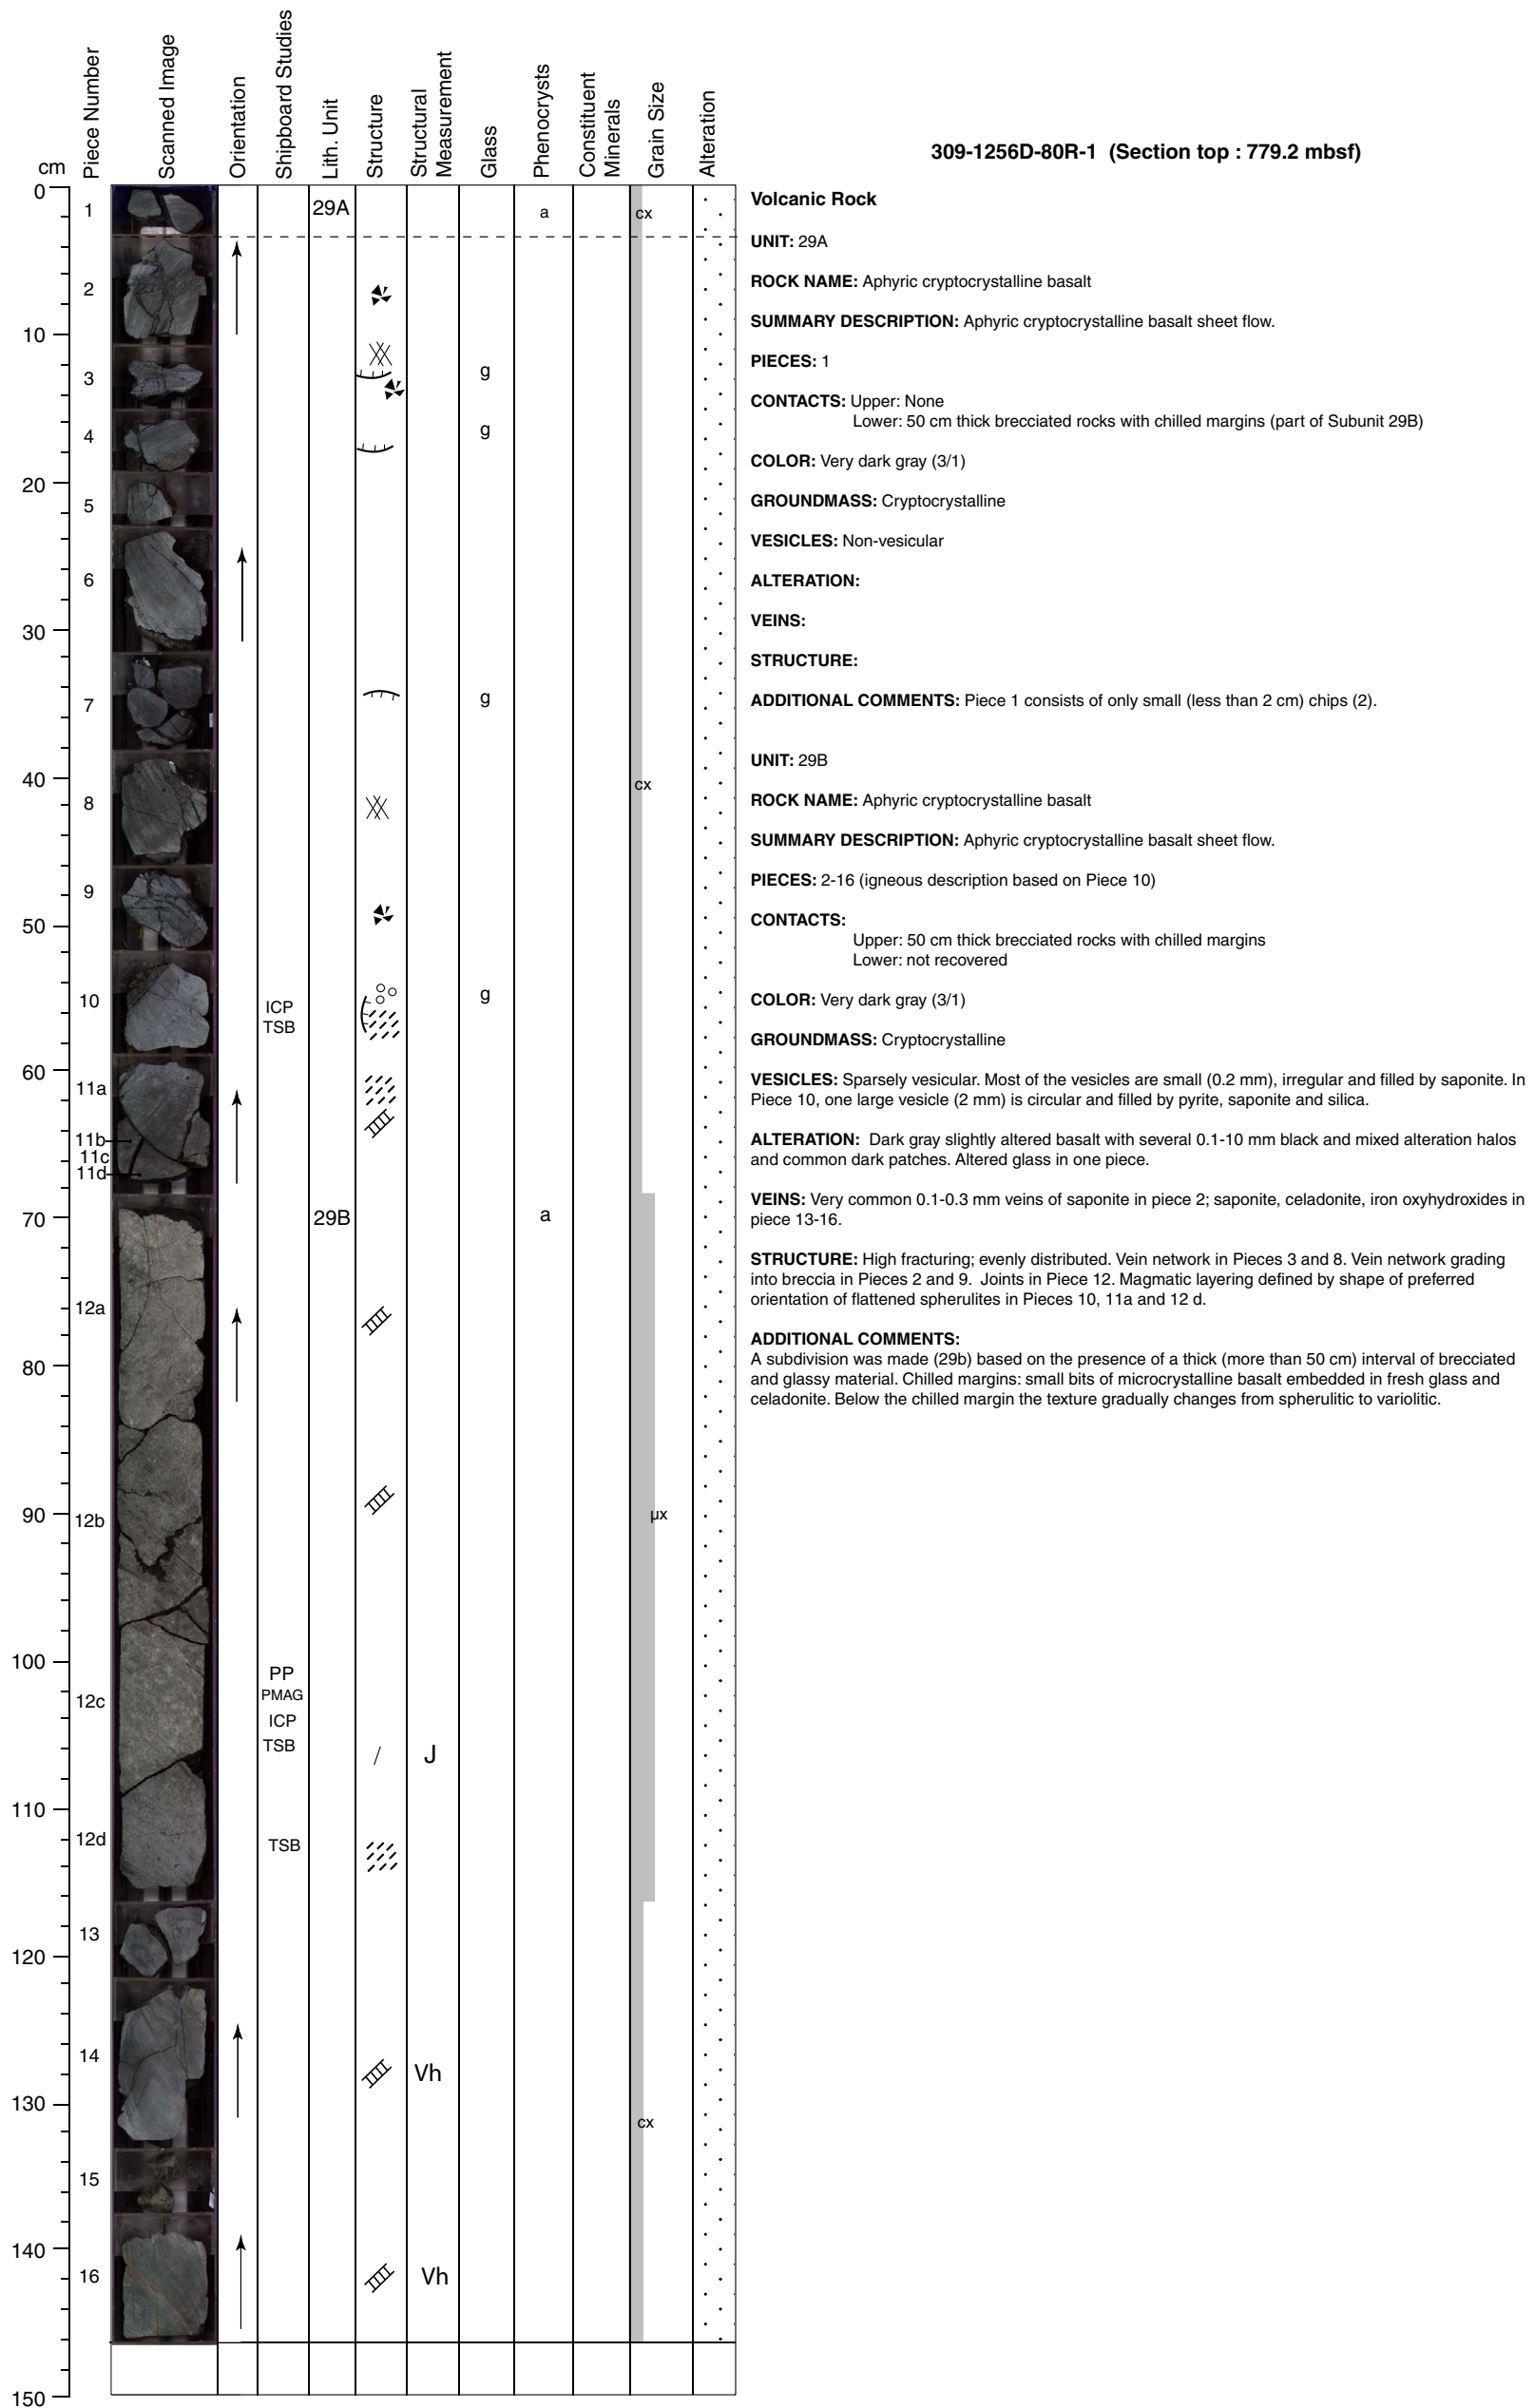 cm
Piece Number
Scanned Image
Orientation
Shipboard Studies
Lith. Unit
Structure
Structural
Measurement
Glass
Phenocrysts
Constituent
Minerals
Grain Size
Alteration
0
10
20
30
40
50
60
70
80
90
100
110
120
130
140
150
1
2
3
4
5
6
7
8
9
10
11a
11b
11c
11d
12a
12b
12c
12d
13
14
15
16
ICP
TSB
PP
PMAG
ICP
TSB
TSB
29A
29B
J
Vh
Vh
g
g
g
g
a
a
cx
cx
µx
cx
309-1256D-80R-1 (Section top : 779.2 mbsf)
Volcanic Rock
UNIT: 29A
ROCK NAME: Aphyric cryptocrystalline basalt
SUMMARY DESCRIPTION: Aphyric cryptocrystalline basalt sheet flow.
PIECES: 1
CONTACTS: Upper: None
Lower: 50 cm thick brecciated rocks with chilled margins (part of Subunit 29B)
COLOR: Very dark gray (3/1)
GROUNDMASS: Cryptocrystalline
VESICLES: Non-vesicular
ALTERATION:
VEINS:
STRUCTURE:
ADDITIONAL COMMENTS: Piece 1 consists of only small (less than 2 cm) chips (2).
UNIT: 29B
ROCK NAME: Aphyric cryptocrystalline basalt
SUMMARY DESCRIPTION: Aphyric cryptocrystalline basalt sheet flow.
PIECES: 2-16 (igneous description based on Piece 10)
CONTACTS:
Upper: 50 cm thick brecciated rocks with chilled margins
Lower: not recovered
COLOR: Very dark gray (3/1)
GROUNDMASS: Cryptocrystalline
VESICLES: Sparsely vesicular. Most of the vesicles are small (0.2 mm), irregular and filled by saponite. In
Piece 10, one large vesicle (2 mm) is circular and filled by pyrite, saponite and silica.
ALTERATION: Dark gray slightly altered basalt with several 0.1-10 mm black and mixed alteration halos
and common dark patches. Altered glass in one piece.
VEINS: Very common 0.1-0.3 mm veins of saponite in piece 2; saponite, celadonite, iron oxyhydroxides in
piece 13-16.
STRUCTURE: High fracturing; evenly distributed. Vein network in Pieces 3 and 8. Vein network grading
into breccia in Pieces 2 and 9. Joints in Piece 12. Magmatic layering defined by shape of preferred
orientation of flattened spherulites in Pieces 10, 11a and 12 d.
ADDITIONAL COMMENTS:
A subdivision was made (29b) based on the presence of a thick (more than 50 cm) interval of brecciated
and glassy material. Chilled margins: small bits of microcrystalline basalt embedded in fresh glass and
celadonite. Below the chilled margin the texture gradually changes from spherulitic to variolitic.